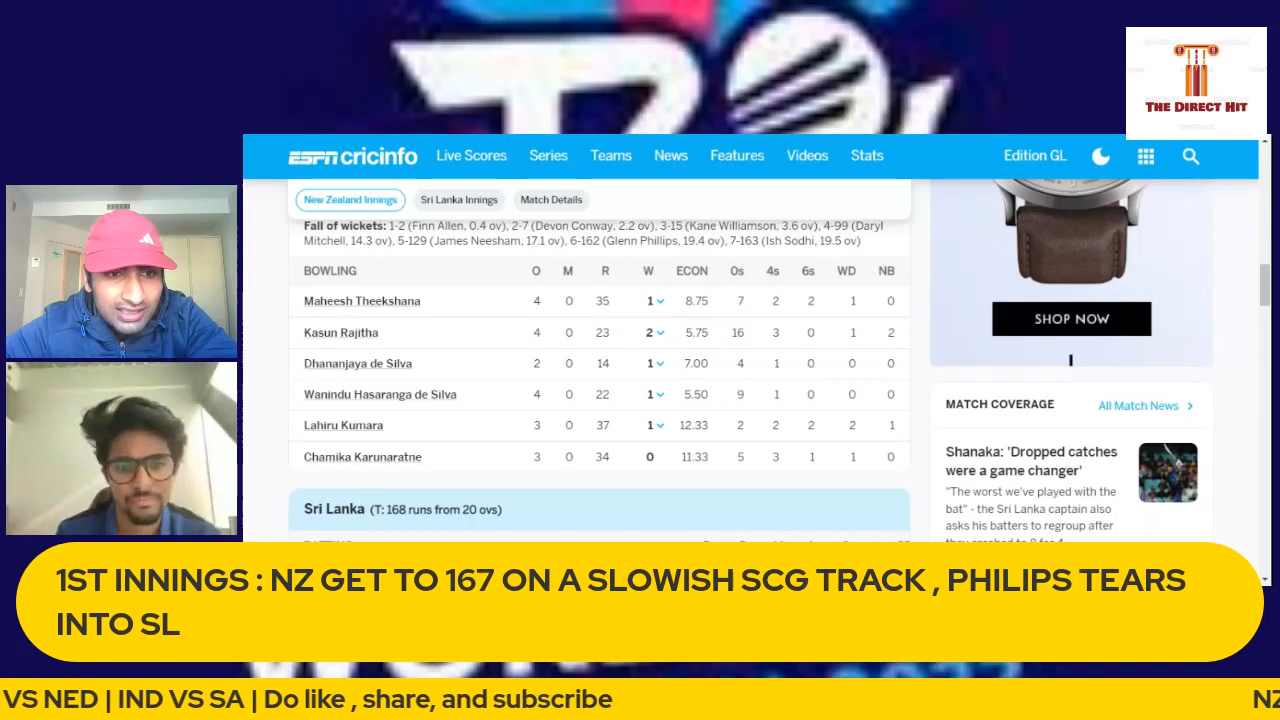 THE DIRECT HIT
ESPN cricinfo Live Scores Series Teams News Features Videos Stats Edition GL
New Zealand Innings Sri Lanka Innings Match Details
Fall of wickets: 1-2 (Finn Allen, 0.4 ov), 2-7 (Devon Conway, 2.2 ov), 3-15 (Kane Williamson, 3.6 ov), 4-99 (Daryl
Mitchell, 14.3 ov), 5-129 (James Neesham, 17.1 ov), 6-162 (Glenn Phillips, 19.4 ov), 7-163 (Ish Sodhi, 19.5 ov)
BOWLING O M R W ECON 0s 4s 6s WD NB
Maheesh Theekshana 4 0 35 1 8.75 7 2 2 1 0
Kasun Rajitha 4 0 23 2 5.75 16 3 0 1 2
Dhananjaya de Silva 2 0 14 1 7.00 4 1 0 0 0
Wanindu Hasaranga de Silva 4 0 22 1 5.50 9 1 0 0 0
Lahiru Kumara 3 0 37 1 12.33 2 2 2 2 1
Chamika Karunaratne 3 0 34 0 11.33 5 3 1 1 0
Sri Lanka (T: 168 runs from 20 ovs)
SHOP NOW
MATCH COVERAGE All Match News
Shanaka: 'Dropped catches
were a game changer'
"The worst we've played with the
bat" - the Sri Lanka captain also
asks his batters to regroup after
1ST INNINGS : NZ GET TO 167 ON A SLOWISH SCG TRACK , PHILIPS TEARS
INTO SL
VS NED | IND VS SA | Do like , share, and subscribe
NZ